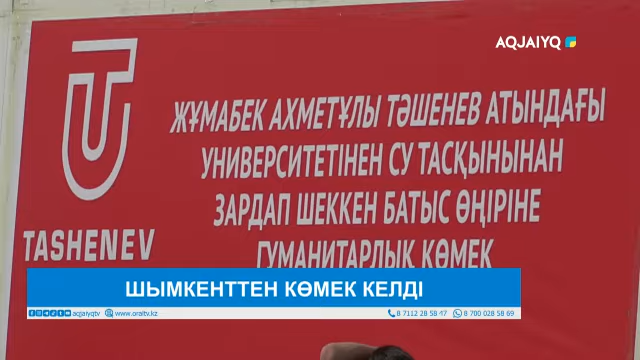 AQJAIYQ
TASHENEV
ЖҰМАБЕК АХМЕТҰЛЫ ТӘШЕНЕВ АТЫНДАҒЫ
УНИВЕРСИТЕТІНЕН СУ ТАСҚЫНЫНАН
ЗАРДАП ШЕККЕН БАТЫС ӨҢІРІНЕ
ГУМАНИТАРЛЫҚ КӨМЕК
ШЫМКЕНТТЕН КӨМЕК КЕЛДІ
acjaiyqtv
www.oraltv.kz
8 7112 28 58 47
8 700 028 58 69